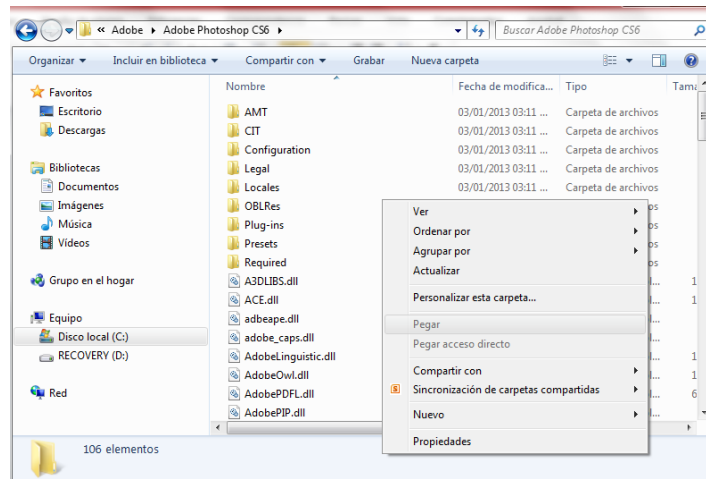 « Adobe ▸ Adobe Photoshop CS6 ▸ Buscar Adobe Photoshop CS6
Organizar Incluir en biblioteca Compartir con Grabar Nueva carpeta
Nombre Fecha de modifica... Tipo Tama
Favoritos
Escritorio
Descargas
Bibliotecas
Documentos
Imágenes
Música
Vídeos
Grupo en el hogar
Equipo
Disco local (C:)
RECOVERY (D:)
Red
AMT 03/01/2013 03:11 ... Carpeta de archivos
CIT 03/01/2013 03:11 ... Carpeta de archivos
Configuration 03/01/2013 03:11 ... Carpeta de archivos
Legal 03/01/2013 03:11 ... Carpeta de archivos
Locales 03/01/2013 03:11 ... Carpeta de archivos
OBLRes
Plug-ins
Presets
Required
A3DLIBS.dll
ACE.dll
adbeape.dll
adobe_caps.dll
AdobeLinguistic.dll
AdobeOwl.dll
AdobePDFL.dll
AdobePIP.dll
Ver
Ordenar por
Agrupar por
Actualizar
Personalizar esta carpeta...
Pegar
Pegar acceso directo
Compartir con
Sincronización de carpetas compartidas
Nuevo
Propiedades
106 elementos